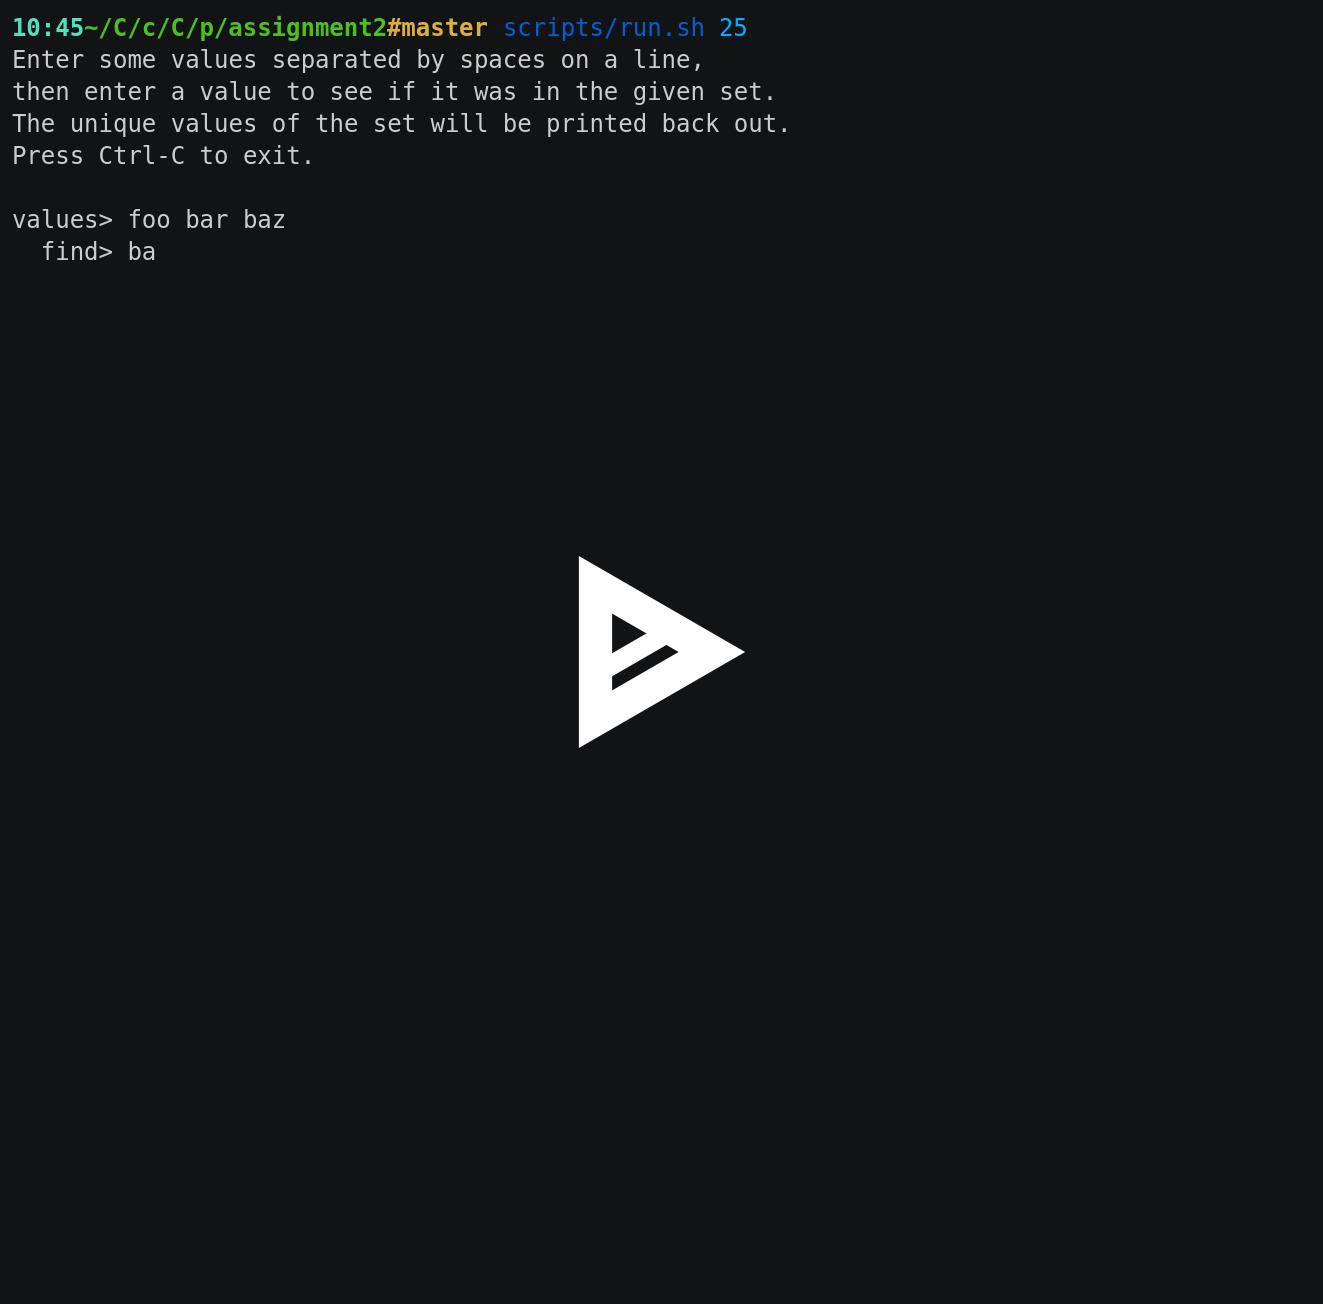 10:45~/C/c/C/p/assignment2#master scripts/run.sh 25
Enter some values separated by spaces on a line,
then enter a value to see if it was in the given set.
The unique values of the set will be printed back out.
Press Ctrl-C to exit.
values> foo bar baz
find> ba